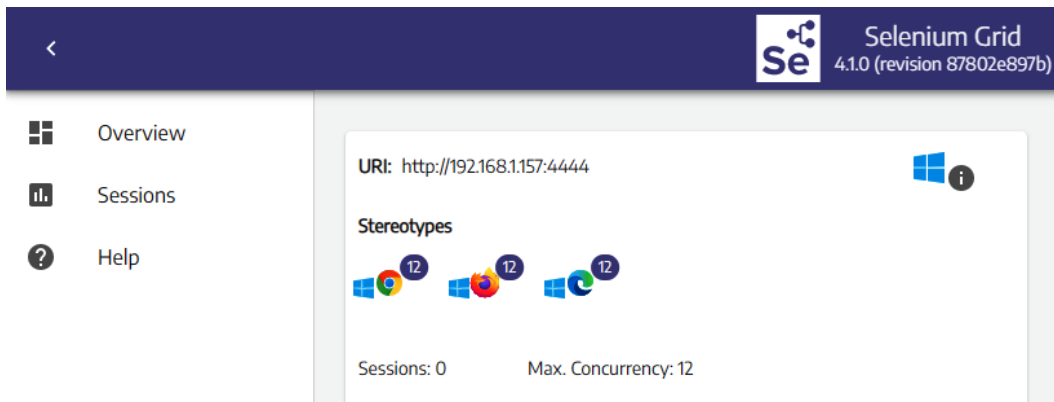 Se
Selenium Grid
4.1.0 (revision 87802e897b)
Overview
Sessions
Help
URI: http://192.168.1.157:4444
Stereotypes
12 12 12
Sessions: 0 Max. Concurrency: 12